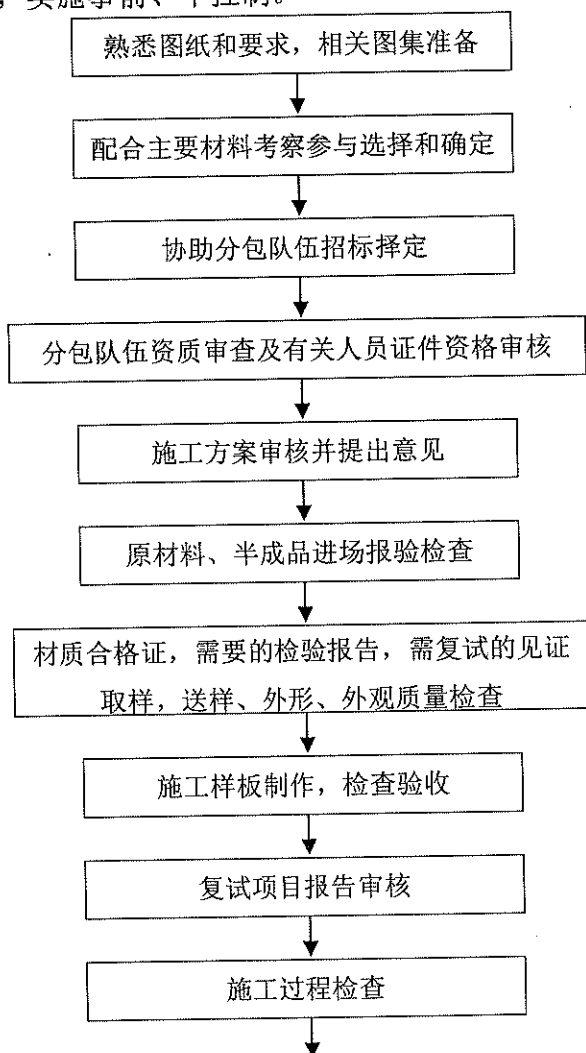 ，实施事前、中控制。
熟悉图纸和要求，相关图集准备
配合主要材料考察参与选择和确定
协助分包队伍招标择定
分包队伍资质审查及有关人员证件资格审核
施工方案审核并提出意见
原材料、半成品进场报验检查
材质合格证，需要的检验报告，需复试的见证
取样，送样、外形、外观质量检查
施工样板制作，检查验收
复试项目报告审核
施工过程检查